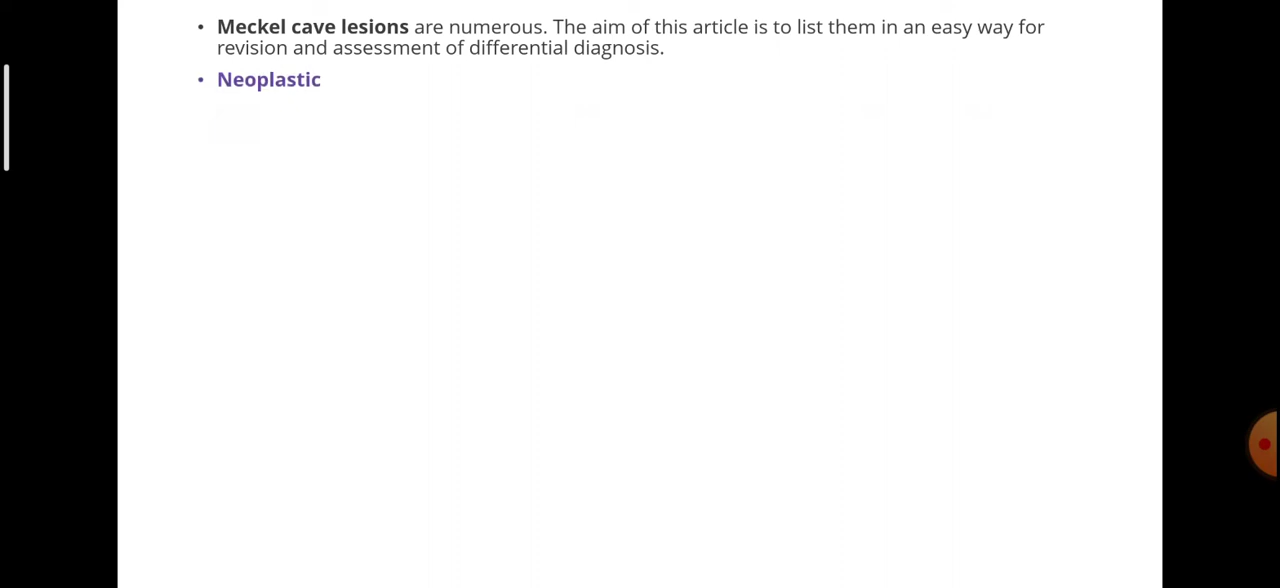 • Meckel cave lesions are numerous. The aim of this article is to list them in an easy way for
revision and assessment of differential diagnosis.
• Neoplastic